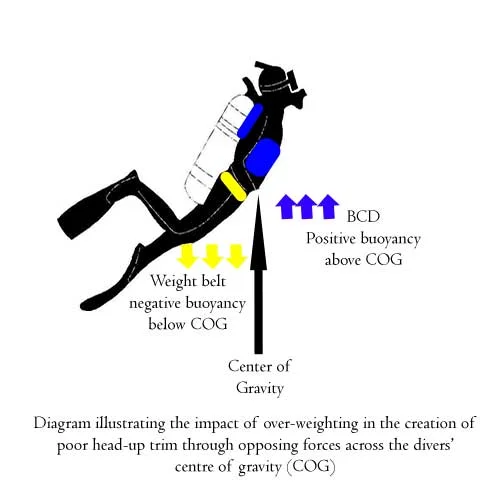 BCD
Positive buoyancy
above COG
Weight belt
negative buoyancy
below COG
Center of
Gravity
Diagram illustrating the impact of over-weighting in the creation of
poor head-up trim through opposing forces across the divers’
centre of gravity (COG)